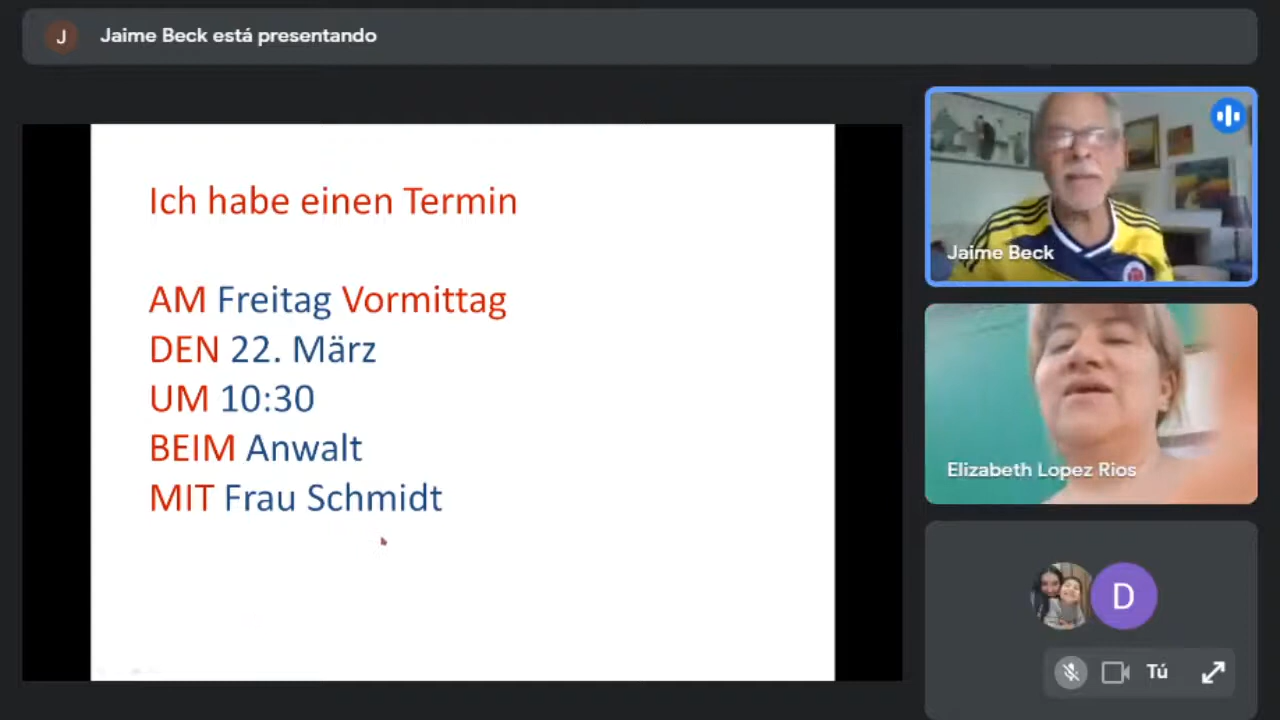 J
Jaime Beck está presentando
Ich habe einen Termin
AM Freitag Vormittag
DEN 22. März
UM 10:30
BEIM Anwalt
MIT Frau Schmidt
Jaime Beck
Elizabeth Lopez Rios
D
Tú